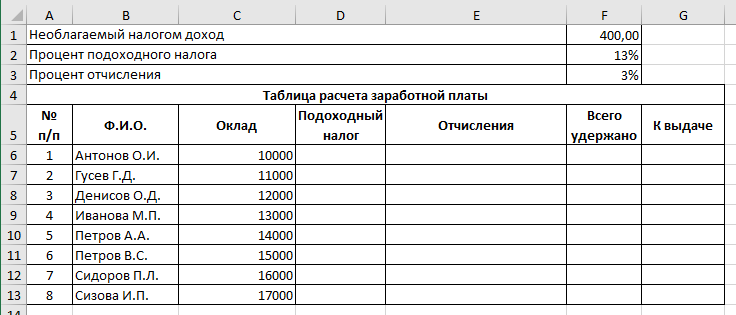 A B C D E F G
1 Необлагаемый налогом доход 400,00
2 Процент подоходного налога 13%
3 Процент отчисления 3%
4 Таблица расчета заработной платы
5 № п/п Ф.И.О. Оклад Подоходный налог Отчисления Всего удержано К выдаче
6 1 Антонов О.И. 10000
7 2 Гусев Г.Д. 11000
8 3 Денисов О.Д. 12000
9 4 Иванова М.П. 13000
10 5 Петров А.А. 14000
11 6 Петров В.С. 15000
12 7 Сидоров П.Л. 16000
13 8 Сизова И.П. 17000
14